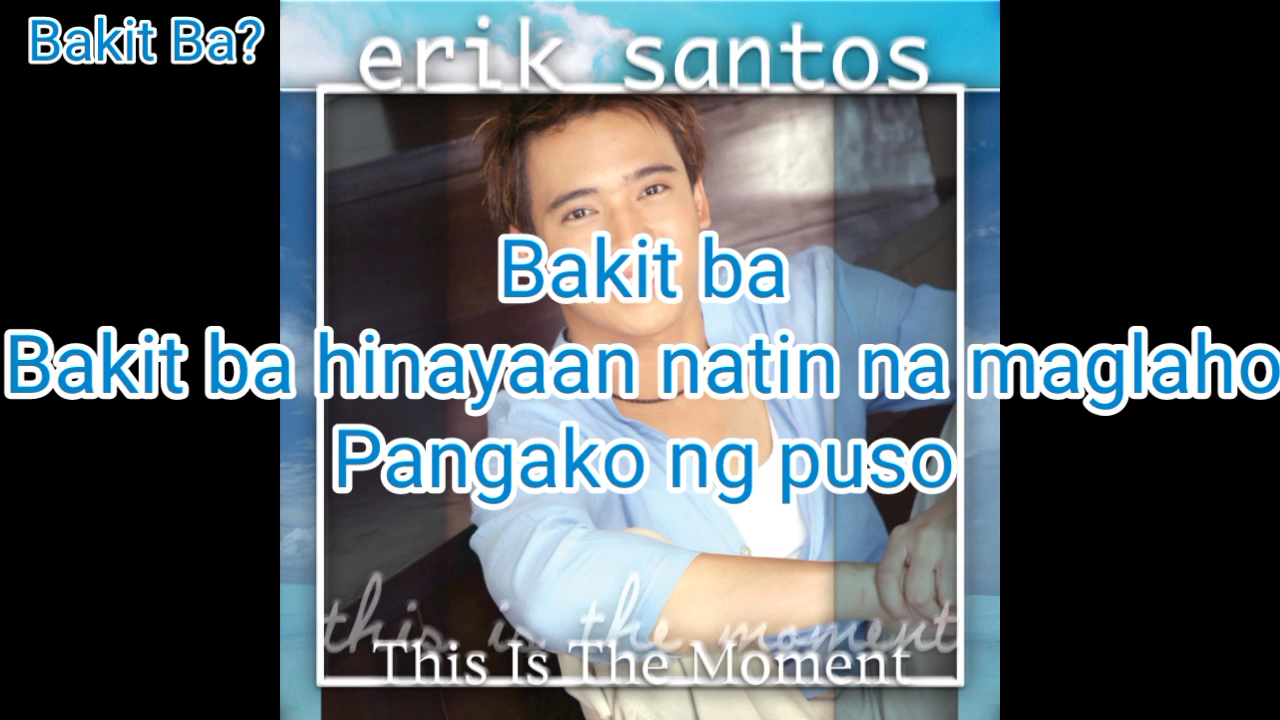 Bakit Ba?
erik santos
Bakit ba
Bakit ba hinayaan natin na maglaho
Pangako ng puso
this is the moment
This Is The Moment